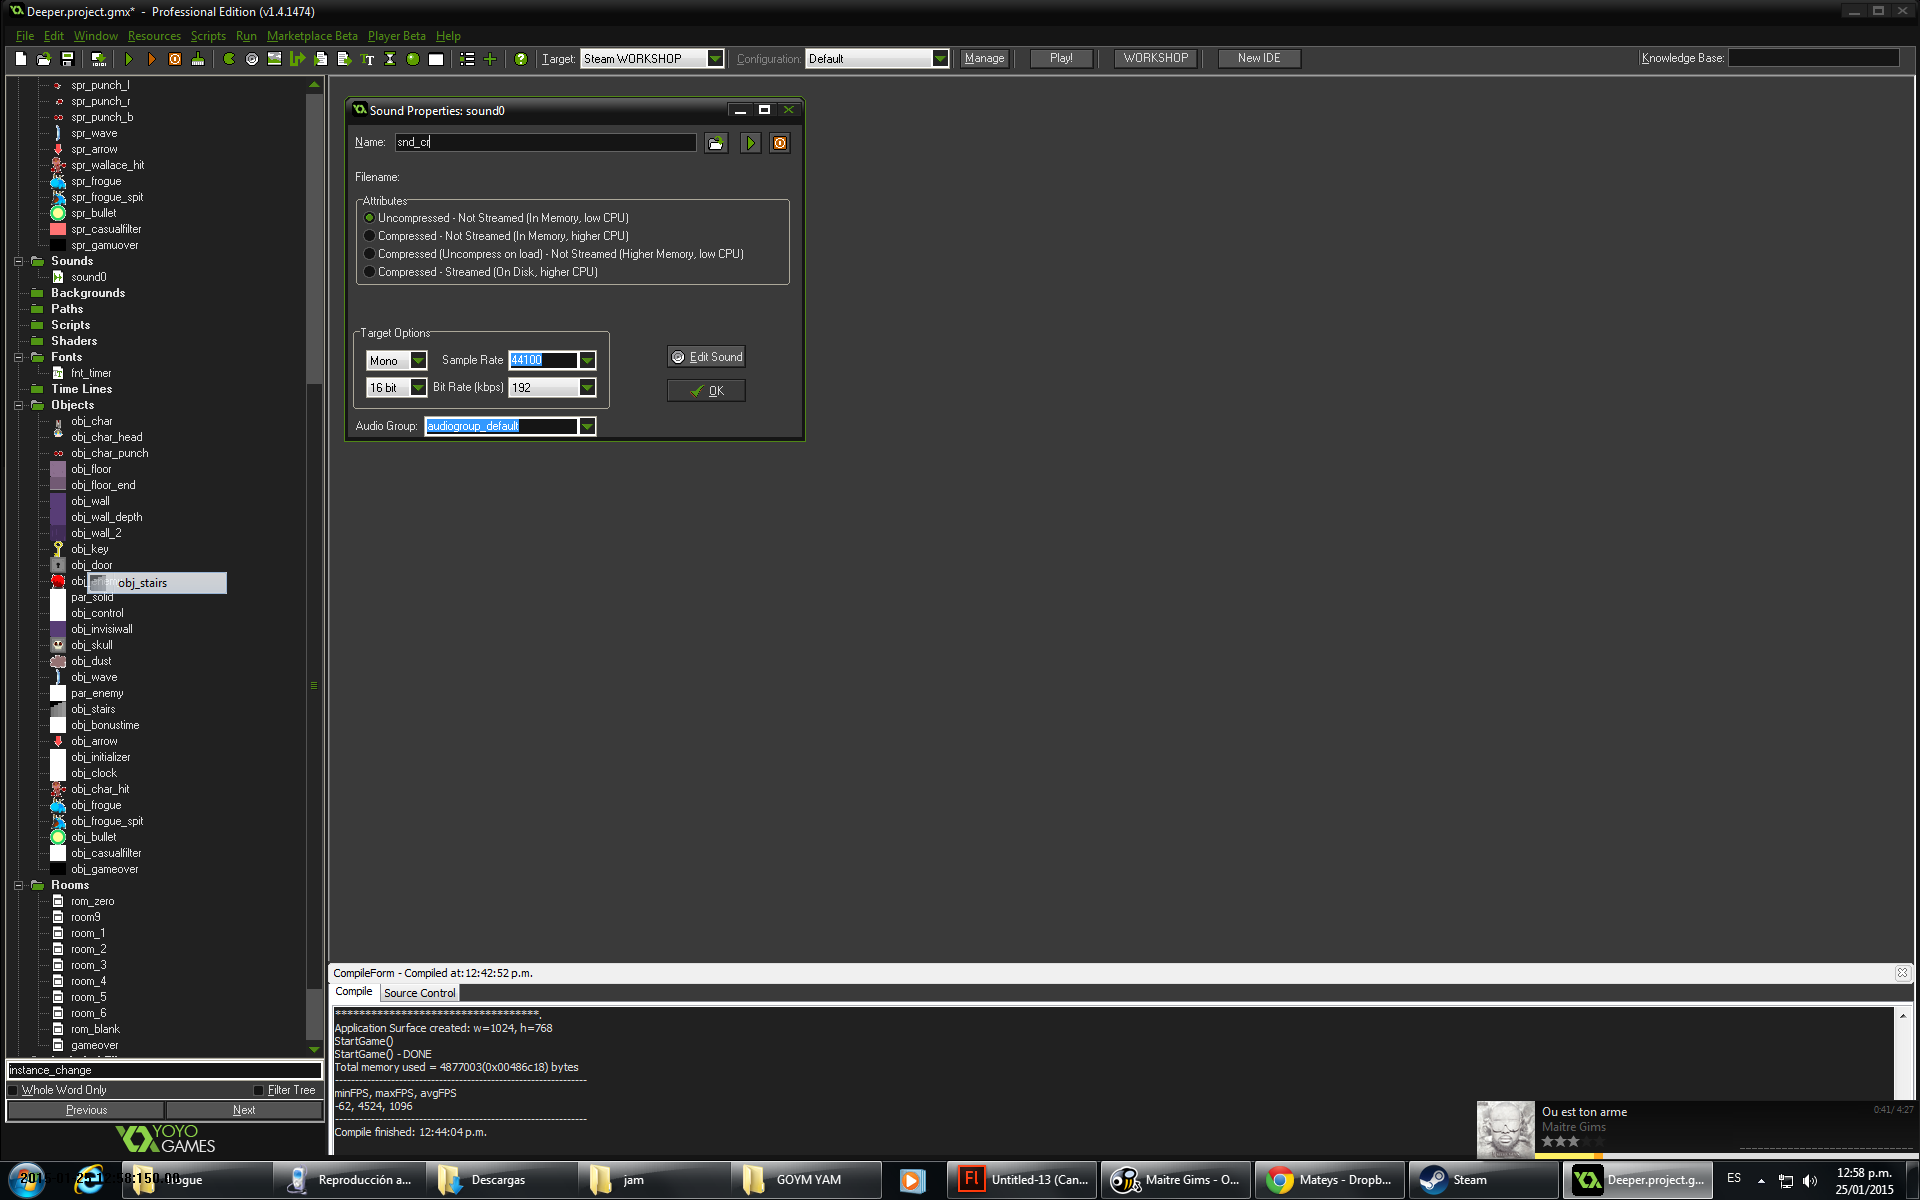 Deeper.project.gmx* - Professional Edition (v1.4.1474)
File Edit Window Resources Scripts Run Marketplace Beta Player Beta Help
Target: Steam WORKSHOP Configuration: Default Manage Play! WORKSHOP New IDE Knowledge Base:
spr_punch_l
spr_punch_r
spr_punch_b
spr_wave
spr_arrow
spr_wallace_hit
spr_frogue
spr_frogue_spit
spr_bullet
spr_casualfilter
spr_gamuover
Sounds
sound0
Backgrounds
Paths
Scripts
Shaders
Fonts
fnt_timer
Time Lines
Objects
obj_char
obj_char_head
obj_char_punch
obj_floor
obj_floor_end
obj_wall
obj_wall_depth
obj_wall_2
obj_key
obj_door
obj_stairs
par_solid
obj_control
obj_invisiwall
obj_skull
obj_dust
obj_wave
par_enemy
obj_stairs
obj_bonustime
obj_arrow
obj_initializer
obj_clock
obj_char_hit
obj_frogue
obj_frogue_spit
obj_bullet
obj_casualfilter
obj_gameover
Rooms
rom_zero
room9
room_1
room_2
room_3
room_4
room_5
room_6
rom_blank
gameover
instance_change
Whole Word Only Filter Tree
Previous Next
YOYO
GAMES
Sound Properties: sound0
Name: snd_cr
Filename:
Attributes
Uncompressed - Not Streamed (In Memory, low CPU)
Compressed - Not Streamed (In Memory, higher CPU)
Compressed (Uncompress on load) - Not Streamed (Higher Memory, low CPU)
Compressed - Streamed (On Disk, higher CPU)
Target Options
Mono Sample Rate 44100
16 bit Bit Rate (kbps) 192
Edit Sound
OK
Audio Group: audiogroup_default
CompileForm - Compiled at: 12:42:52 p.m.
Compile Source Control
***********************************.
Application Surface created: w=1024, h=768
StartGame()
StartGame() - DONE
Total memory used = 4877003(0x00486c18) bytes
minFPS, maxFPS, avgFPS
-62, 4524, 1096
Compile finished: 12:44:04 p.m.
Ou est ton arme 0:41/ 4:27
Maitre Gims
Reproducción a...
Descargas
jam
GOYM YAM
Untitled-13 (Can...
Maitre Gims - O...
Mateys - Dropb...
Steam
Deeper.project.g...
ES
12:58 p.m.
25/01/2015